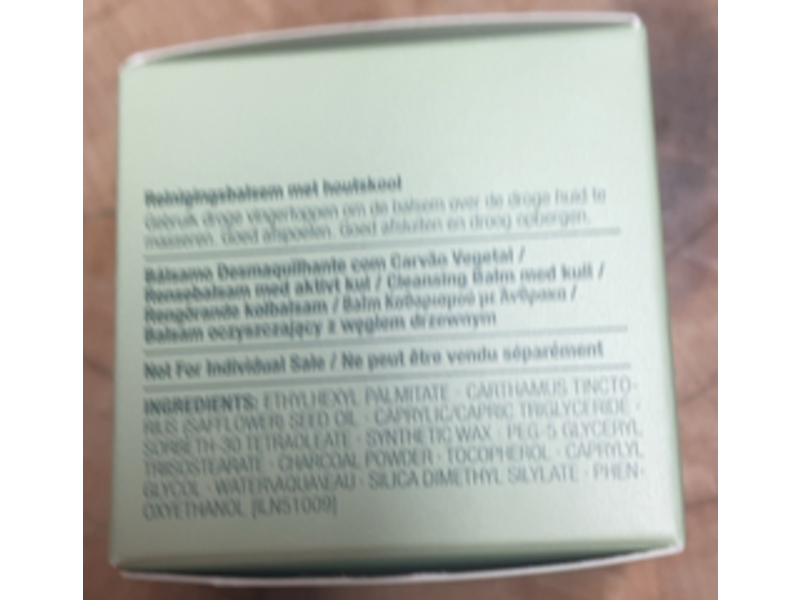 Reinigingsbalsem met houtskool
Gebruik droge vingertoppen om de balsem over de droge huid te
masseren. Goed afspoelen. Goed afsluiten en droog opbergen.
Bálsamo Desmaquilhante com Carvão Vegetal /
Rensebalsam med aktivt kul / Cleansing Balm med kull /
Rengörande kolbalsam / Balm Καθαρισμού με Άνθρακα /
Balsam oczyszczający z węglem drzewnym
Not For Individual Sale / Ne peut être vendu séparément
INGREDIENTS: ETHYLHEXYL PALMITATE · CARTHAMUS TINCTO-
RIUS (SAFFLOWER) SEED OIL · CAPRYLIC/CAPRIC TRIGLYCERIDE ·
SORBETH-30 TETRAOLEATE · SYNTHETIC WAX · PEG-5 GLYCERYL
TRIISOSTEARATE · CHARCOAL POWDER · TOCOPHEROL · CAPRYLYL
GLYCOL · WATER\AQUA\EAU · SILICA DIMETHYL SILYLATE · PHEN-
OXYETHANOL [ILN51009]